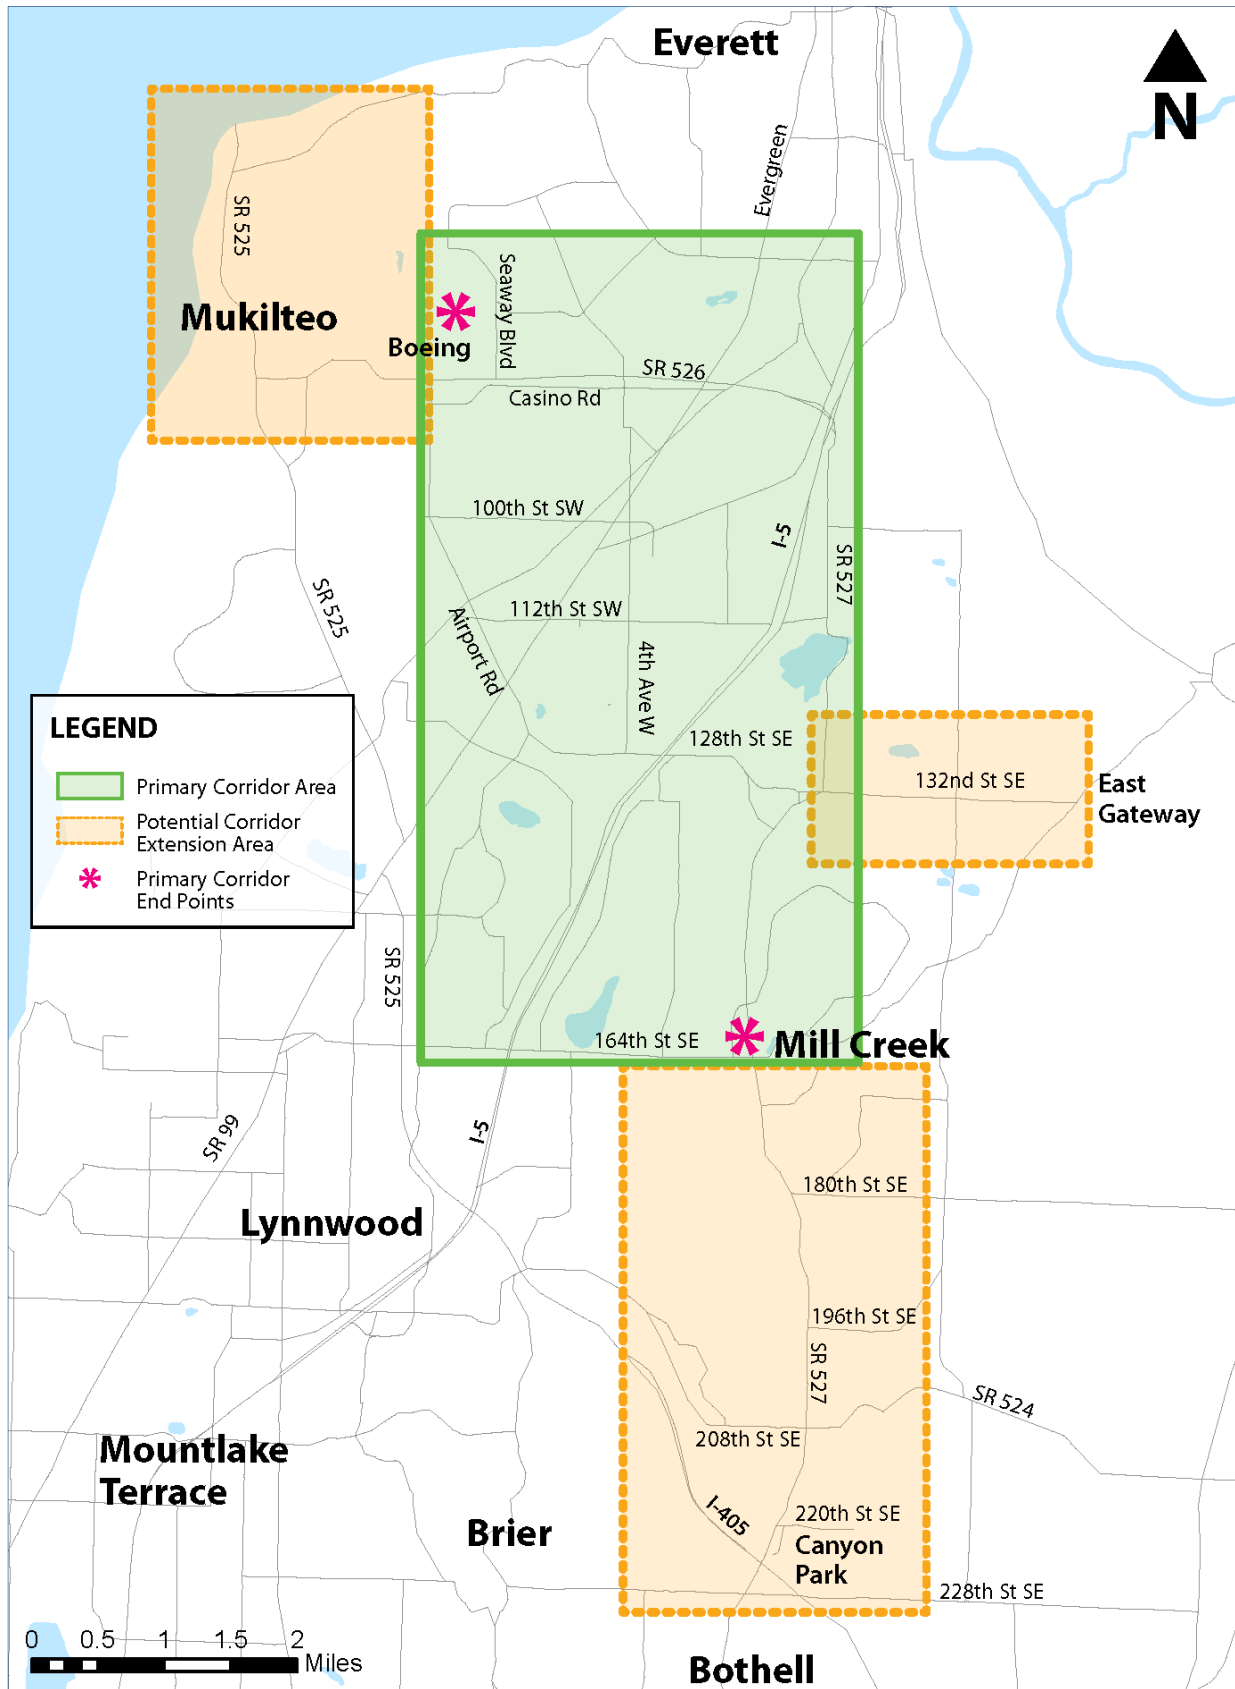 Everett
N
Evergreen
SR 525
Seaway Blvd
Mukilteo
Boeing
SR 526
Casino Rd
100th St SW
I-5
SR 527
SR 525
112th St SW
Airport Rd
4th Ave W
128th St SE
132nd St SE
East
Gateway
LEGEND
Primary Corridor Area
Potential Corridor
Extension Area
Primary Corridor
End Points
SR 525
164th St SE
Mill Creek
SR 99
I-5
180th St SE
Lynnwood
196th St SE
SR 527
SR 524
208th St SE
Mountlake
Terrace
I-405
220th St SE
Brier
Canyon
Park
228th St SE
0 0.5 1 1.5 2
Miles
Bothell